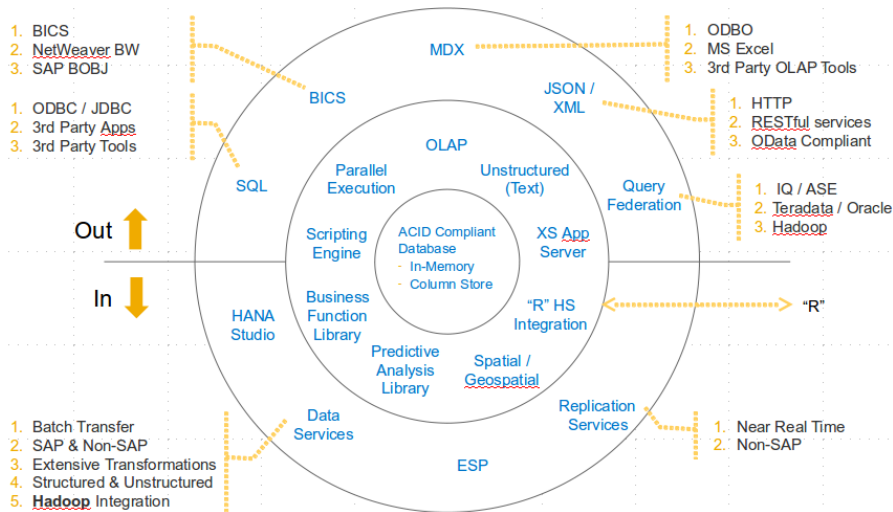 1. BICS
2. NetWeaver BW
3. SAP BOBJ
1. ODBC / JDBC
2. 3rd Party Apps
3. 3rd Party Tools
1. ODBO
2. MS Excel
3. 3rd Party OLAP Tools
1. HTTP
2. RESTful services
3. OData Compliant
1. IQ / ASE
2. Teradata / Oracle
3. Hadoop
MDX
BICS
JSON /
XML
SQL
Query
Federation
OLAP
Parallel
Execution
Unstructured
(Text)
Scripting
Engine
XS App
Server
ACID Compliant
Database
- In-Memory
- Column Store
Out
In
Business
Function
Library
"R" HS
Integration
"R"
HANA
Studio
Predictive
Analysis
Library
Spatial /
Geospatial
Data
Services
Replication
Services
ESP
1. Batch Transfer
2. SAP & Non-SAP
3. Extensive Transformations
4. Structured & Unstructured
5. Hadoop Integration
1. Near Real Time
2. Non-SAP